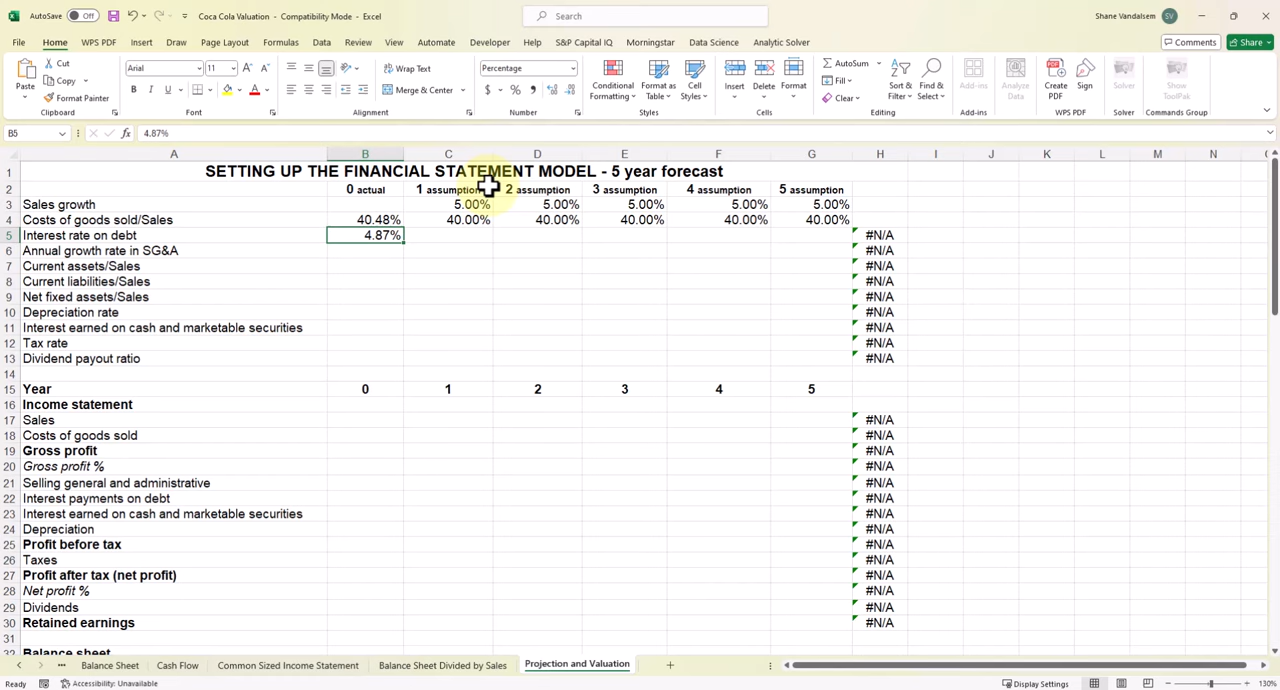 AutoSave Off Coca Cola Valuation - Compatibility Mode - Excel Search Shane Vandalsem SV
File Home WPS PDF Insert Draw Page Layout Formulas Data Review View Automate Developer Help S&P Capital IQ Morningstar Data Science Analytic Solver Comments Share
Paste Cut Copy Format Painter Clipboard
Arial 11 B I U Font
Wrap Text Merge & Center Alignment
Percentage $ % Number
Conditional Formatting Format as Table Cell Styles Styles
Insert Delete Format Cells
AutoSum Fill Clear Sort & Filter Find & Select Editing
Add-ins Add-ins
Analyze Data
Create PDF Sign WPS PDF
Solver Solver
Show ToolPak Commands Group
B5 fx 4.87%
A B C D E F G H I J K L M N
1 SETTING UP THE FINANCIAL STATEMENT MODEL - 5 year forecast
2 0 actual 1 assumption 2 assumption 3 assumption 4 assumption 5 assumption
3 Sales growth 5.00% 5.00% 5.00% 5.00% 5.00%
4 Costs of goods sold/Sales 40.48% 40.00% 40.00% 40.00% 40.00% 40.00%
5 Interest rate on debt 4.87% #N/A
6 Annual growth rate in SG&A #N/A
7 Current assets/Sales #N/A
8 Current liabilities/Sales #N/A
9 Net fixed assets/Sales #N/A
10 Depreciation rate #N/A
11 Interest earned on cash and marketable securities #N/A
12 Tax rate #N/A
13 Dividend payout ratio #N/A
14
15 Year 0 1 2 3 4 5
16 Income statement
17 Sales #N/A
18 Costs of goods sold #N/A
19 Gross profit #N/A
20 Gross profit % #N/A
21 Selling general and administrative #N/A
22 Interest payments on debt #N/A
23 Interest earned on cash and marketable securities #N/A
24 Depreciation #N/A
25 Profit before tax #N/A
26 Taxes #N/A
27 Profit after tax (net profit) #N/A
28 Net profit % #N/A
29 Dividends #N/A
30 Retained earnings #N/A
31
32 Balance sheet
Balance Sheet Cash Flow Common Sized Income Statement Balance Sheet Divided by Sales Projection and Valuation
Ready Accessibility: Unavailable Display Settings 130%